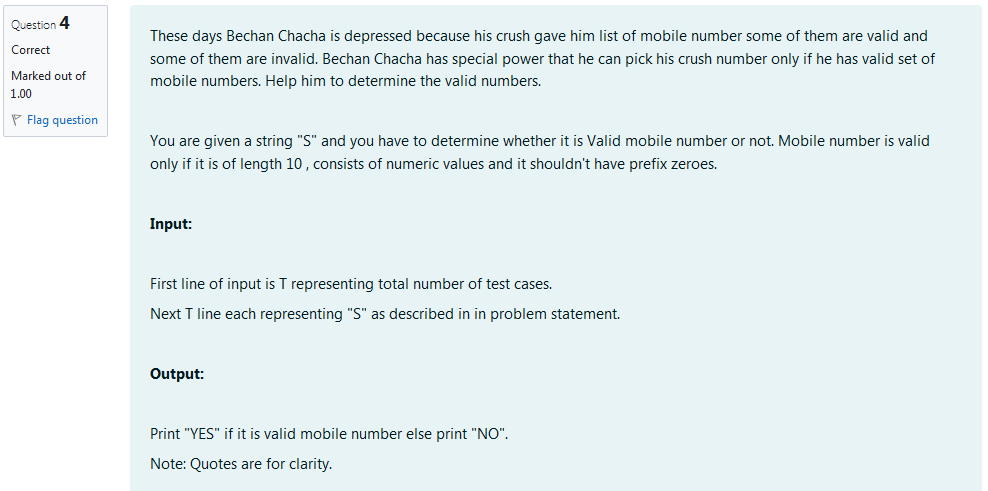 Question 4
Correct
Marked out of
1.00
Flag question
These days Bechan Chacha is depressed because his crush gave him list of mobile number some of them are valid and
some of them are invalid. Bechan Chacha has special power that he can pick his crush number only if he has valid set of
mobile numbers. Help him to determine the valid numbers.
You are given a string "S" and you have to determine whether it is Valid mobile number or not. Mobile number is valid
only if it is of length 10 , consists of numeric values and it shouldn't have prefix zeroes.
Input:
First line of input is T representing total number of test cases.
Next T line each representing "S" as described in in problem statement.
Output:
Print "YES" if it is valid mobile number else print "NO".
Note: Quotes are for clarity.